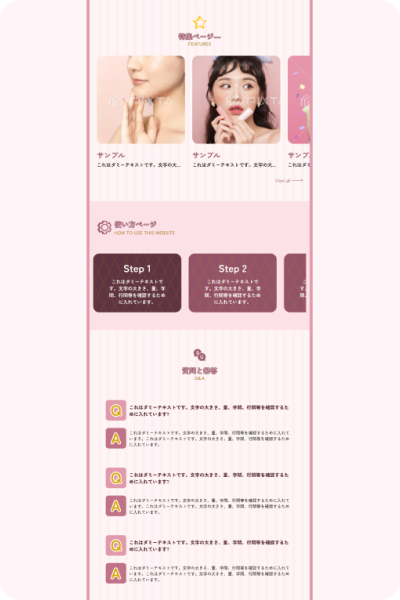 特集ページ
FEATURES
サンプル
サンプル
サンプ
これはダミーテキストです。文字の大...
これはダミーテキストです。文字の大...
これはダ
View all
使い方ページ
HOW TO USE THIS WEBSITE
Step 1
これはダミーテキストで
す。文字の大きさ、量、字
間、行間等を確認するため
に入れています。
Step 2
これはダミーテキストで
す。文字の大きさ、量、字
間、行間等を確認するため
に入れています。
質問と回答
Q&A
Q
これはダミーテキストです。文字の大きさ、量、字間、行間等を確認するた
めに入れています?
A
これはダミーテキストです。文字の大きさ、量、字間、行間等を確認するために入れて
います。これはダミーテキストです。文字の大きさ、量、字間、行間等を確認するため
に入れています。
Q
これはダミーテキストです。文字の大きさ、量、字間、行間等を確認するた
めに入れています?
A
これはダミーテキストです。文字の大きさ、量、字間、行間等を確認するために入れて
います。これはダミーテキストです。文字の大きさ、量、字間、行間等を確認するため
に入れています。
Q
これはダミーテキストです。文字の大きさ、量、字間、行間等を確認するた
めに入れています?
A
これはダミーテキストです。文字の大きさ、量、字間、行間等を確認するために入れて
います。これはダミーテキストです。文字の大きさ、量、字間、行間等を確認するため
に入れています。